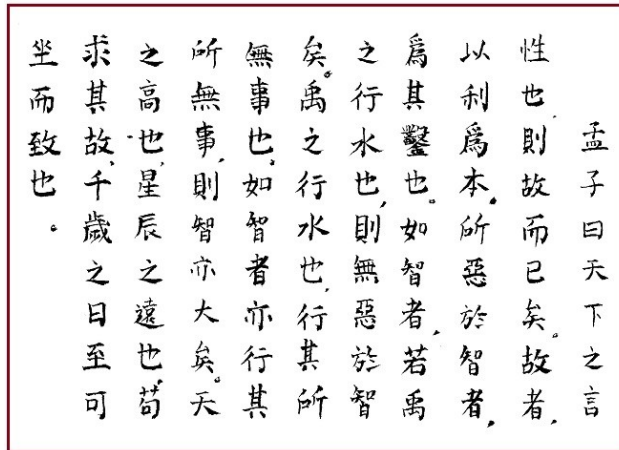 孟子曰天下之言
性也,則故而已矣。故者,
以利爲本。所惡於智者,
爲其鑿也。如智者,若禹
之行水也,則無惡於智
矣。禹之行水也,行其所
無事也。如智者亦行其
所無事,則智亦大矣。天
之高也,星辰之遠也,苟
求其故,千歲之日至可
坐而致也。